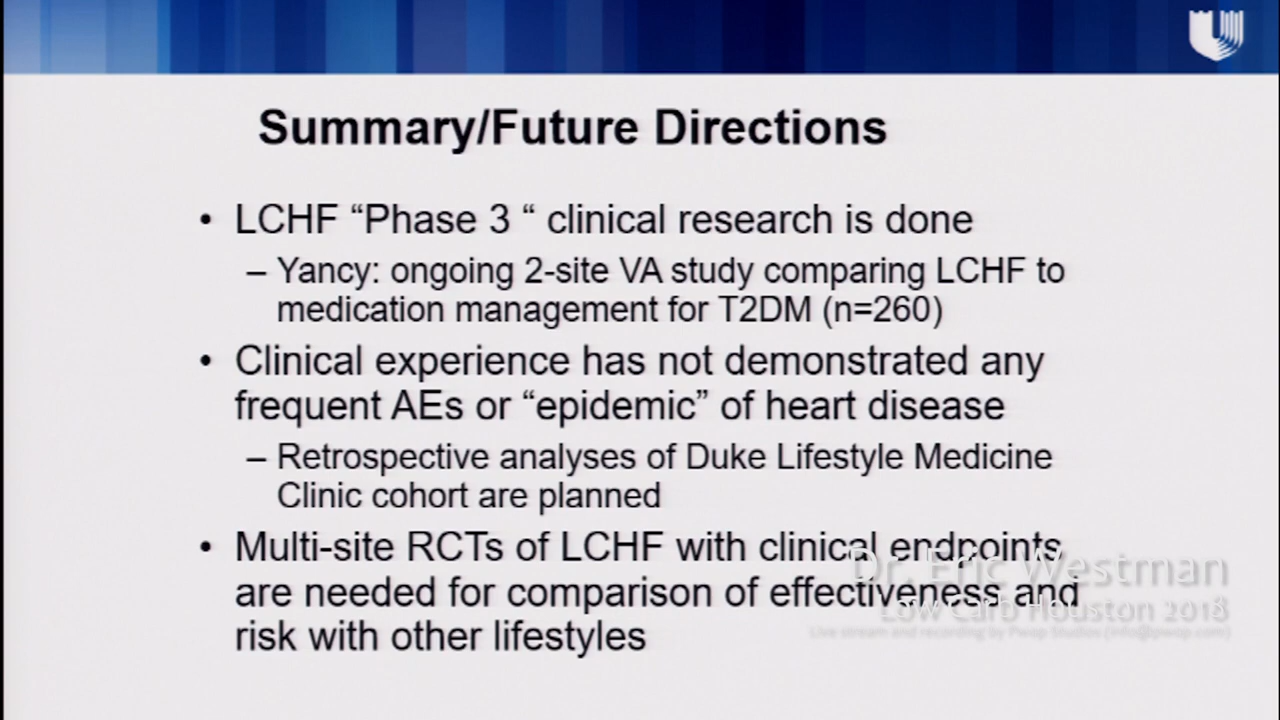 Summary/Future Directions
• LCHF “Phase 3 “ clinical research is done
– Yancy: ongoing 2-site VA study comparing LCHF to
medication management for T2DM (n=260)
• Clinical experience has not demonstrated any
frequent AEs or “epidemic” of heart disease
– Retrospective analyses of Duke Lifestyle Medicine
Clinic cohort are planned
• Multi-site RCTs of LCHF with clinical endpoints
are needed for comparison of effectiveness and
risk with other lifestyles
Dr. Eric Westman
Low Carb Houston 2018
Live stream and recording by Pwop Studios (info@pwop.com)